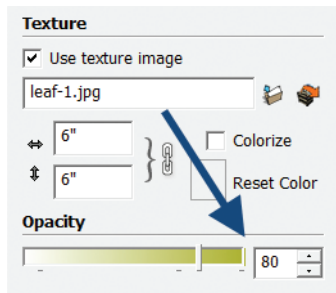 Texture
Use texture image
leaf-1.jpg
6"
Colorize
6"
Reset Color
Opacity
80